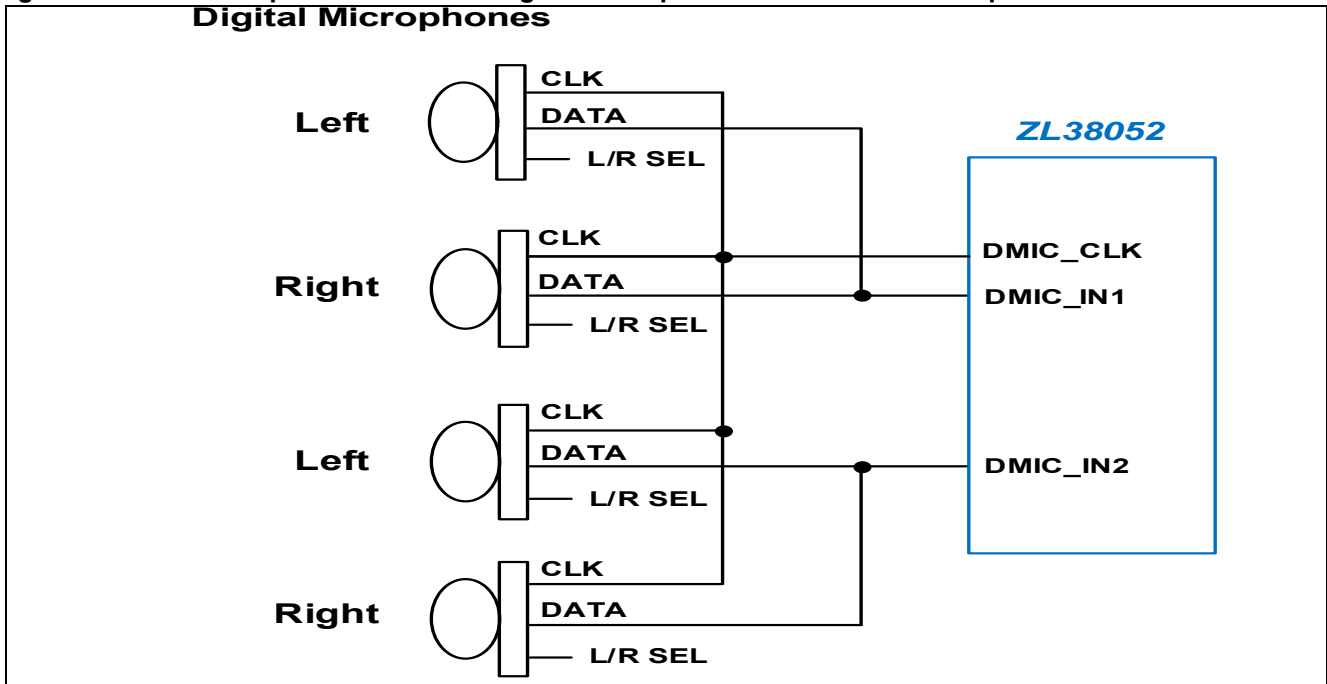 Digital Microphones
CLK
Left
DATA
L/R SEL
ZL38052
CLK
DMIC_CLK
Right
DATA
DMIC_IN1
L/R SEL
CLK
Left
DATA
DMIC_IN2
L/R SEL
CLK
Right
DATA
L/R SEL